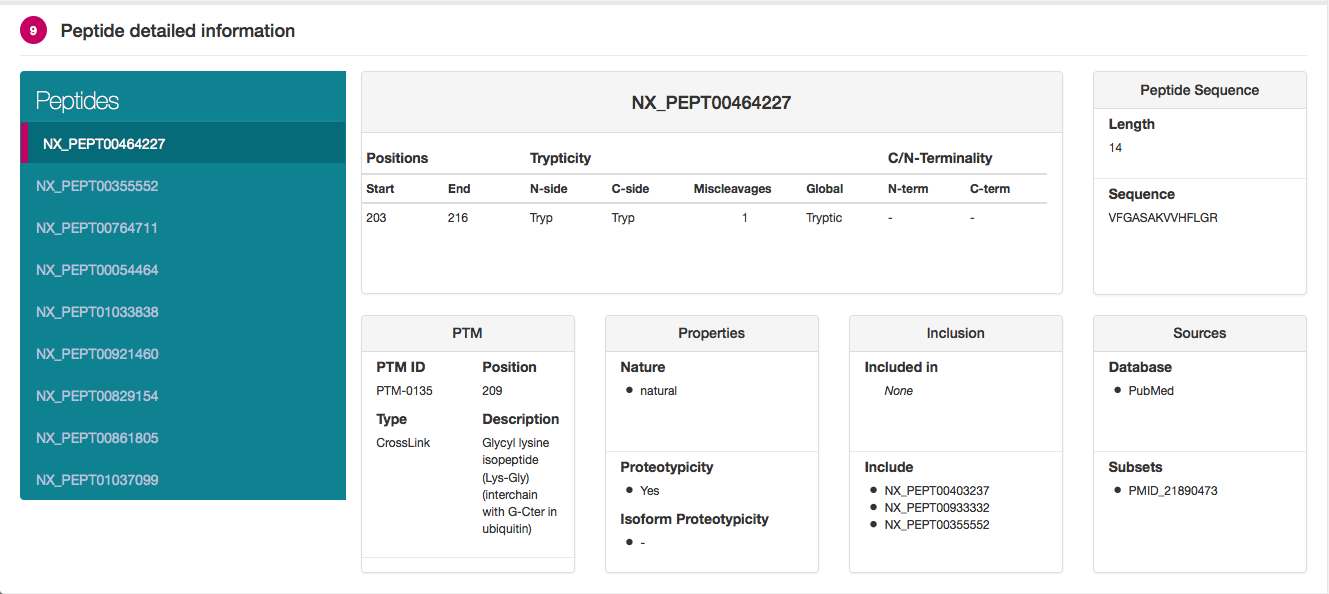 9 Peptide detailed information
Peptides
NX_PEPT00464227
NX_PEPT00355552
NX_PEPT00764711
NX_PEPT00054464
NX_PEPT01033838
NX_PEPT00921460
NX_PEPT00829154
NX_PEPT00861805
NX_PEPT01037099
NX_PEPT00464227
Positions Trypticity C/N-Terminality
Start End N-side C-side Miscleavages Global N-term C-term
203 216 Tryp Tryp 1 Tryptic - -
Peptide Sequence
Length
14
Sequence
VFGASAKVVHFLGR
PTM
PTM ID Position
PTM-0135 209
Type Description
CrossLink Glycyl lysine
isopeptide
(Lys-Gly)
(interchain
with G-Cter in
ubiquitin)
Properties
Nature
• natural
Proteotypicity
• Yes
Isoform Proteotypicity
• -
Inclusion
Included in
None
Include
• NX_PEPT00403237
• NX_PEPT00933332
• NX_PEPT00355552
Sources
Database
• PubMed
Subsets
• PMID_21890473